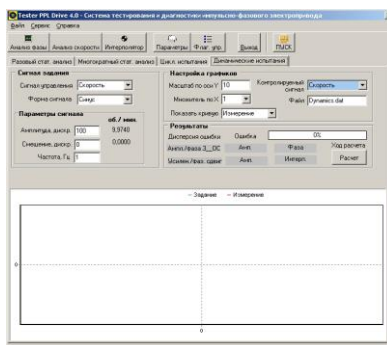 Tester PPL Drive 4.0 - Система тестирования и диагностики импульсно-фазового электропривода
Файл Сервис Справка
Анализ фазы Анализ скорости Интерполятор Параметры Флаг. упр. Выход ПУСК
Разовый стат. анализ Многократный стат. анализ Цикл. испытания Динамические испытания
Сигнал задания
Сигнал управления Скорость
Форма сигнала Синус
Параметры сигнала
об./ мин.
Амплитуда, дискр. 100 9,9740
Смещение, дискр. 0 0,0000
Частота, Гц 1
Настройка графиков
Масштаб по оси Y 10 Контролируемый сигнал Скорость
Множитель по X 1 Файл Dynamics.dat
Показать кривую Измерение
Результаты
Дисперсия ошибки Ошибка 0%
Ампл./фаза З__ОС Ампл. Фаза Ход расчета
Усилен./фаз. сдвиг Ампл. Интерп. Расчет
– Задание – Измерение
0
0